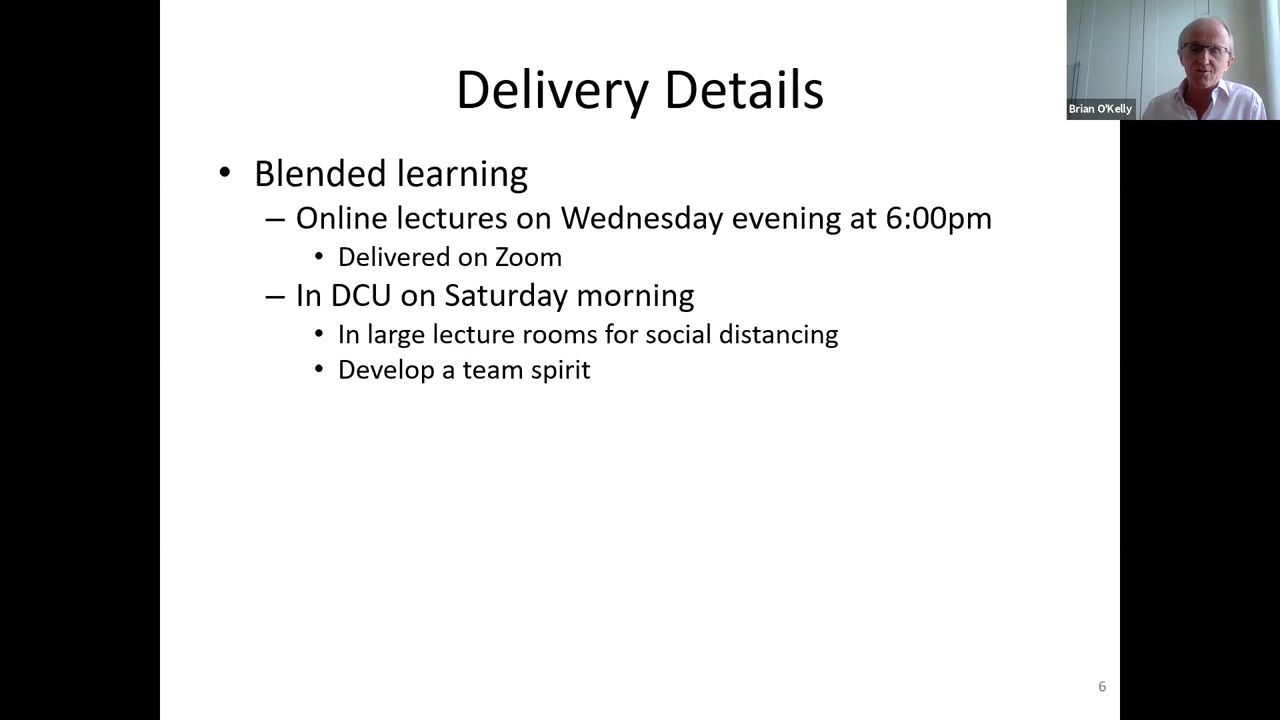 Delivery Details
Brian O'Kelly
• Blended learning
– Online lectures on Wednesday evening at 6:00pm
• Delivered on Zoom
– In DCU on Saturday morning
• In large lecture rooms for social distancing
• Develop a team spirit
6